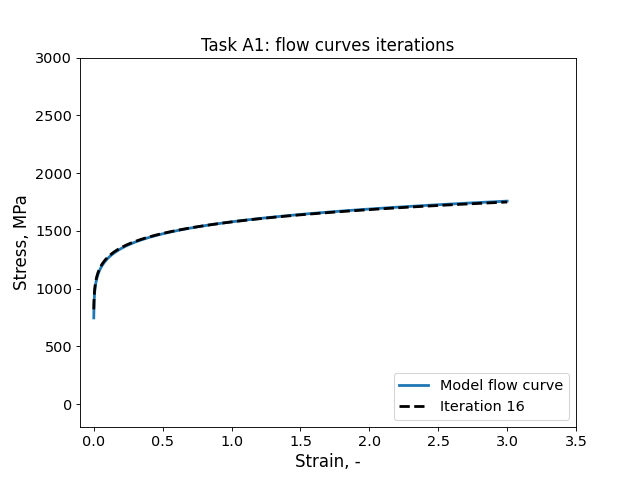 Task A1: flow curves iterations
3000
2500
2000
1500
1000
500
0
Stress, MPa
Model flow curve
Iteration 16
0.0 0.5 1.0 1.5 2.0 2.5 3.0 3.5
Strain, -